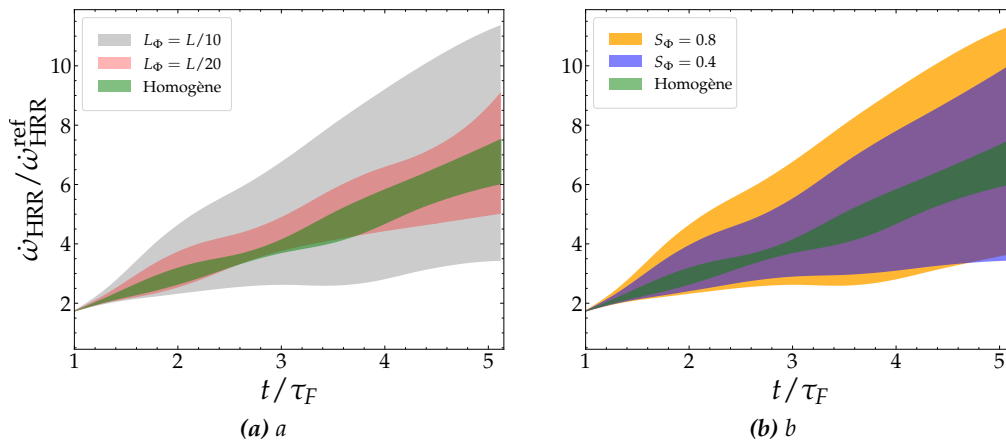 L_Φ = L/10
L_Φ = L/20
Homogène
10
8
6
4
2
ω̇_HRR / ω̇_HRR^ref
1 2 3 4 5
t/τ_F
(a) a
S_Φ = 0.8
S_Φ = 0.4
Homogène
10
8
6
4
2
1 2 3 4 5
t/τ_F
(b) b